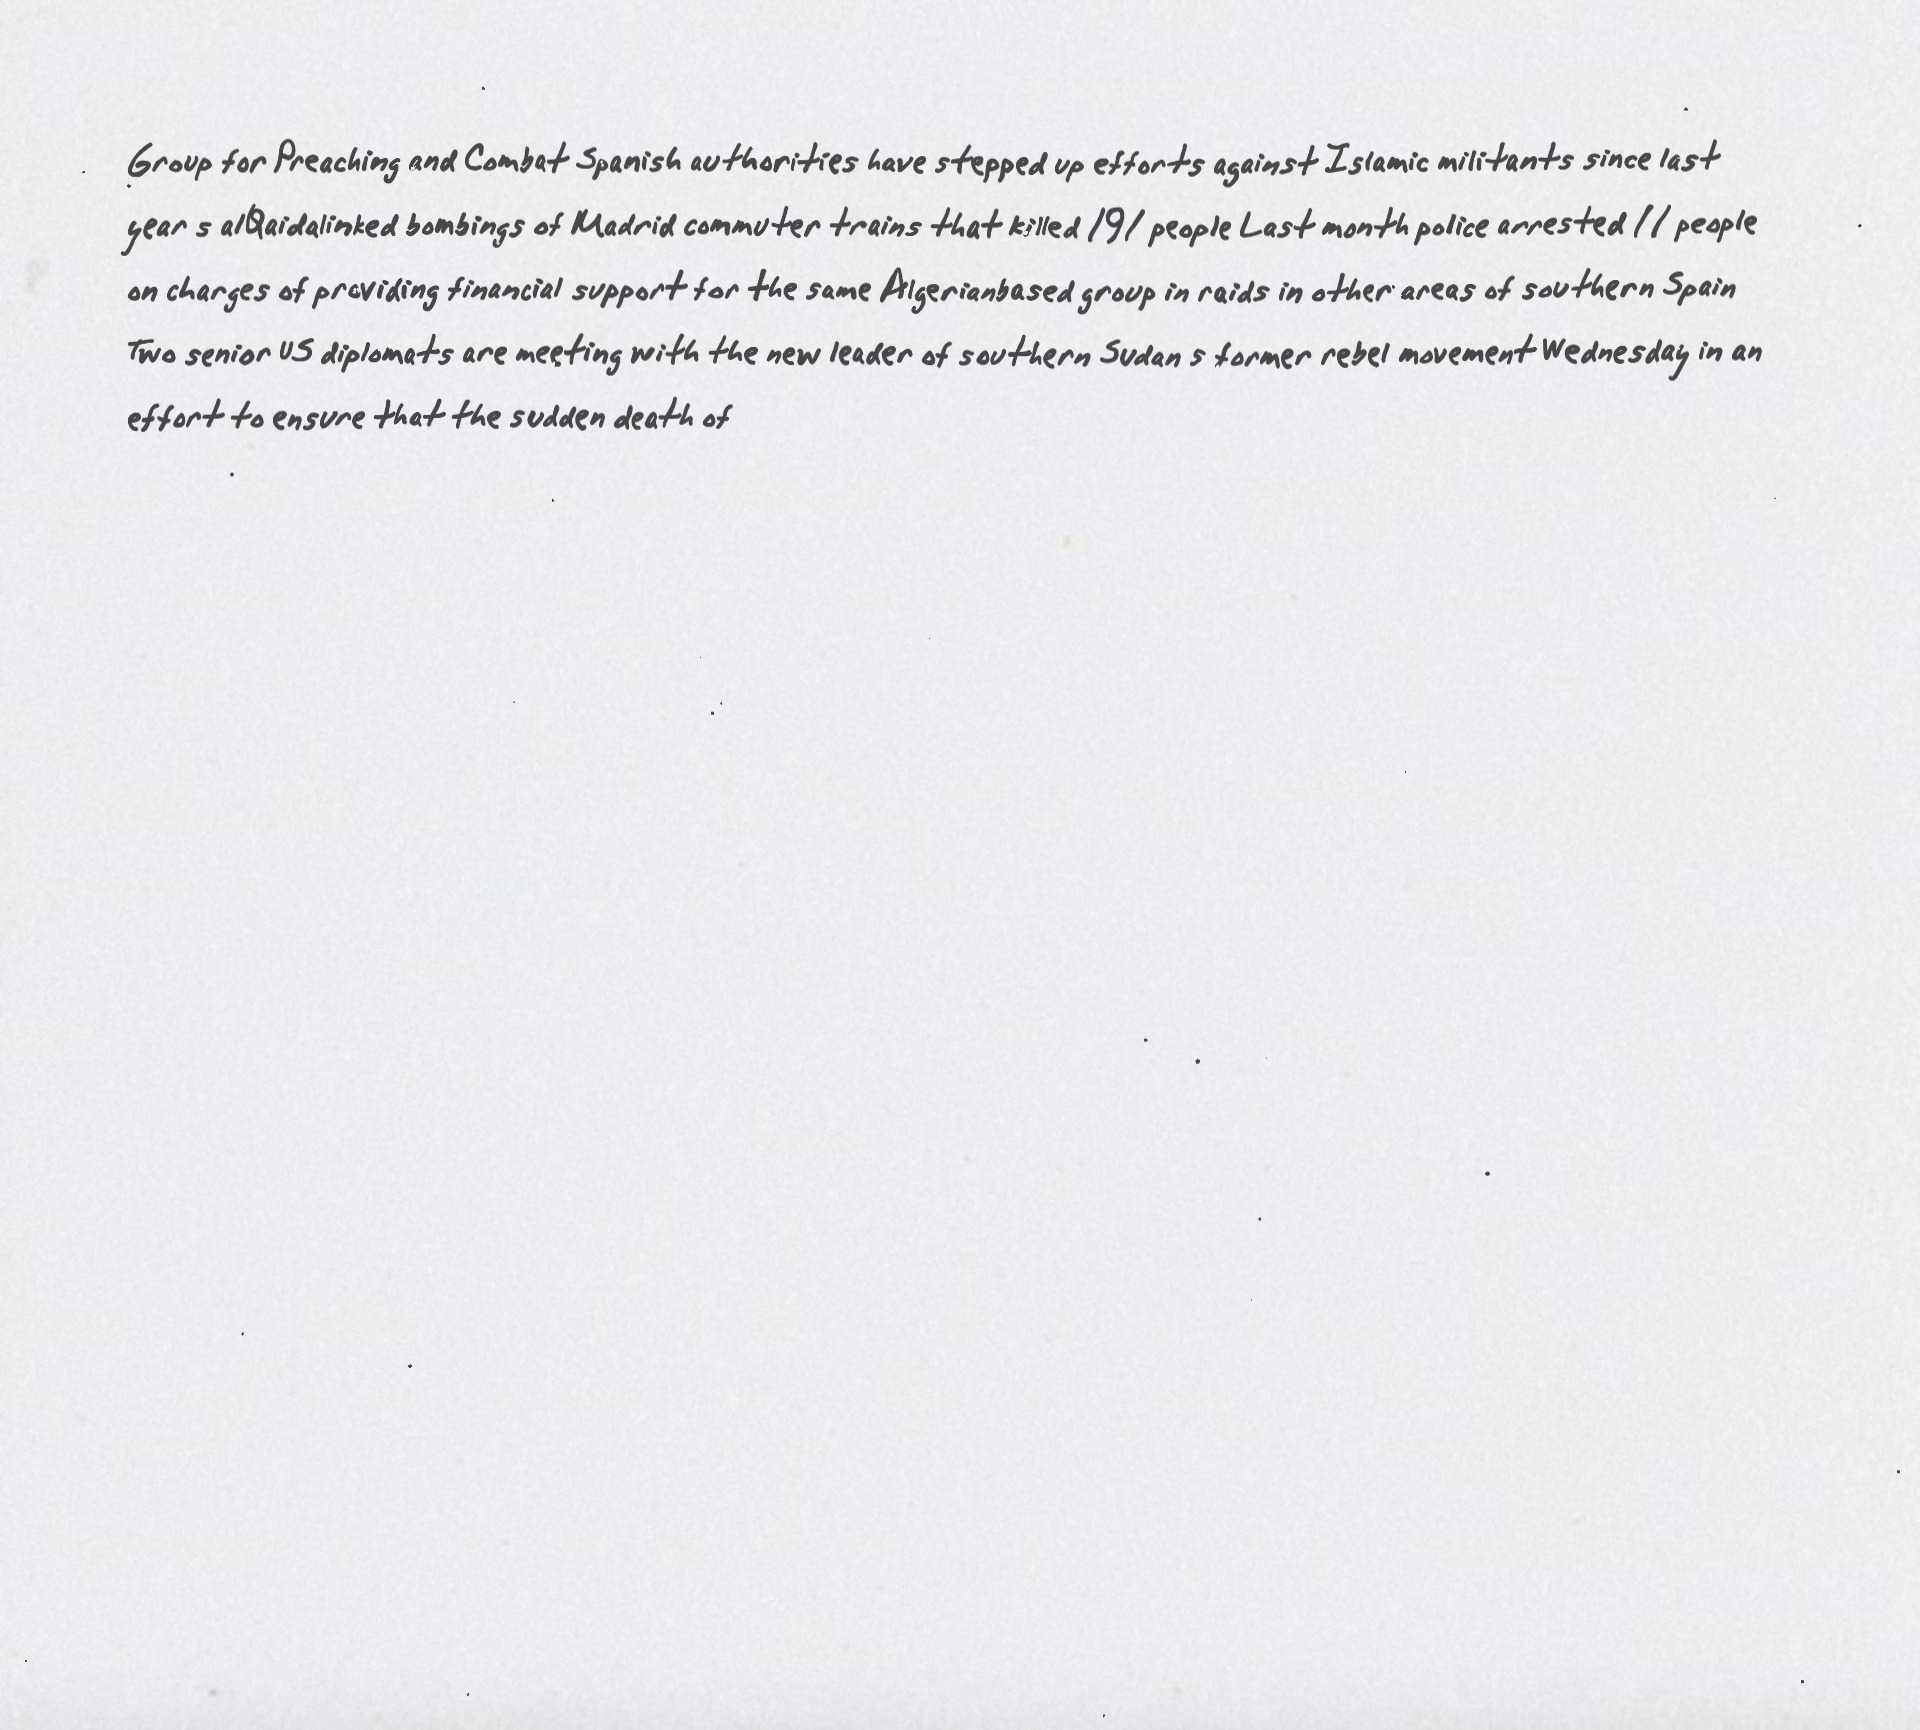 Group for Preaching and Combat Spanish authorities have stepped up efforts against Islamic militants since last
year s alQaidalinked bombings of Madrid commuter trains that killed 191 people Last month police arrested 11 people
on charges of providing financial support for the same Algerianbased group in raids in other areas of southern Spain
Two senior US diplomats are meeting with the new leader of southern Sudan s former rebel movement Wednesday in an
effort to ensure that the sudden death of